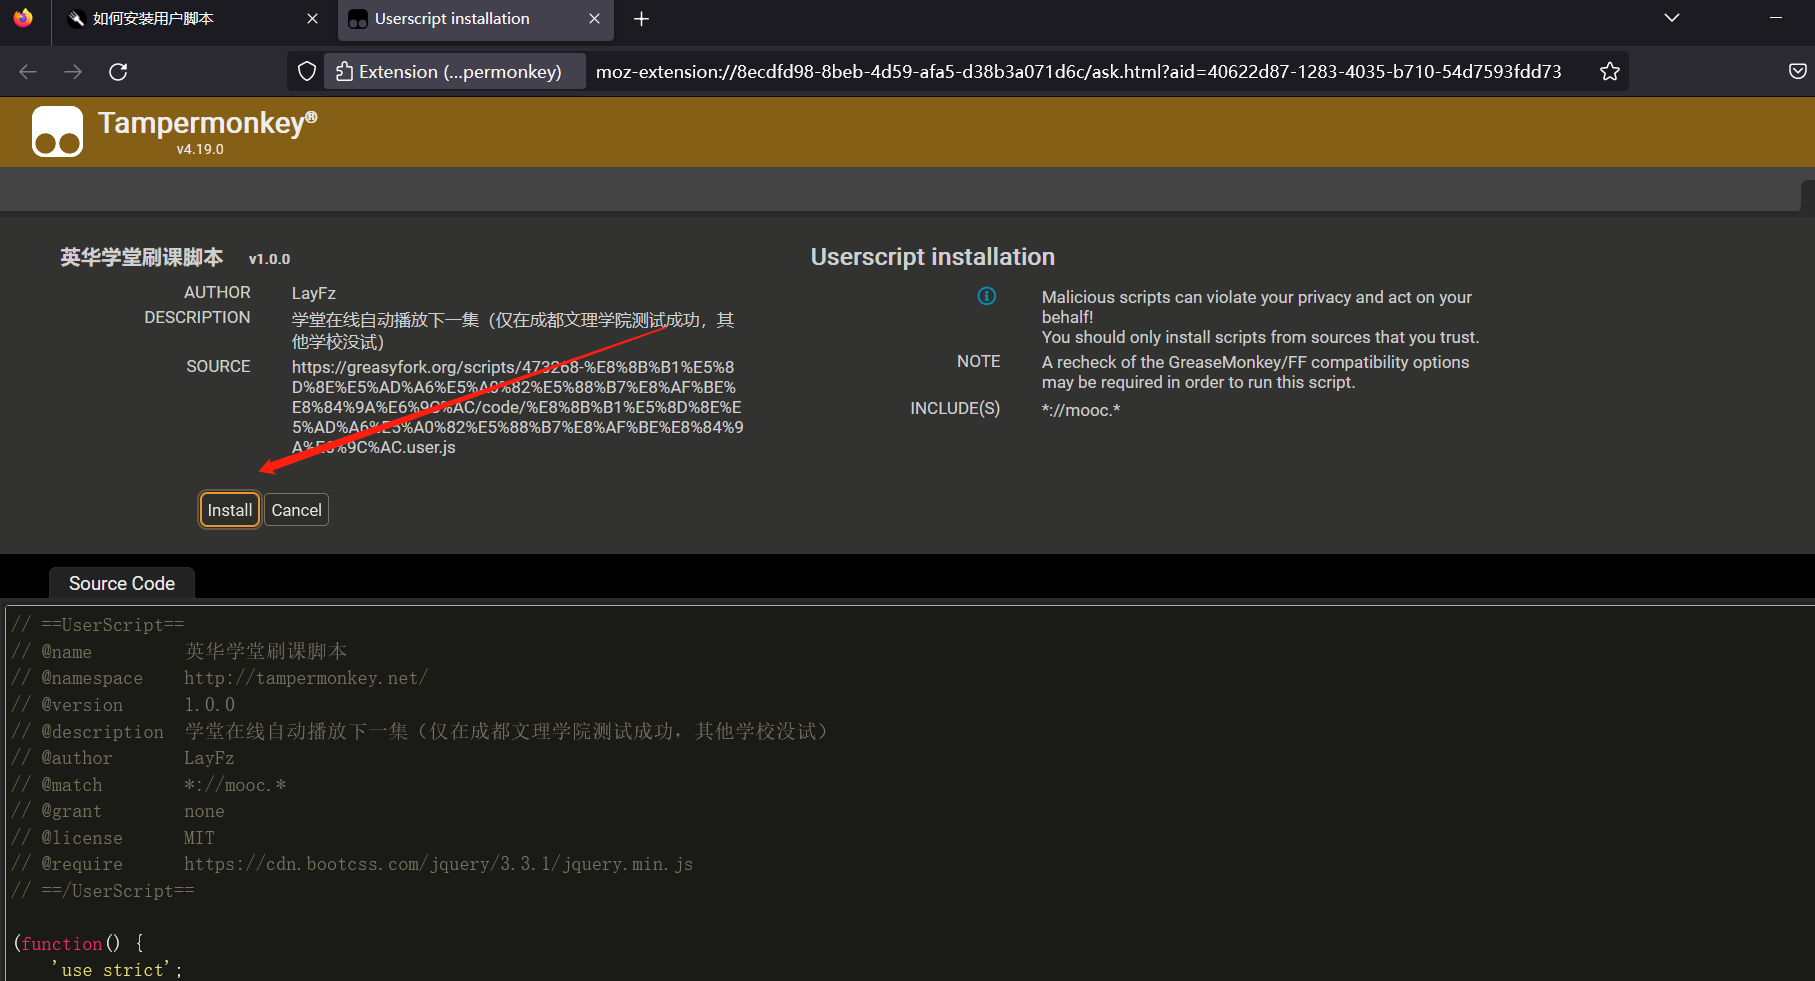 如何安装用户脚本
Userscript installation
Extension (...permonkey)
moz-extension://8ecdfd98-8beb-4d59-afa5-d38b3a071d6c/ask.html?aid=40622d87-1283-4035-b710-54d7593fdd73
Tampermonkey®
v4.19.0
英华学堂刷课脚本 v1.0.0
AUTHOR LayFz
DESCRIPTION 学堂在线自动播放下一集（仅在成都文理学院测试成功，其
他学校没试）
SOURCE https://greasyfork.org/scripts/473268-%E8%8B%B1%E5%8
D%8E%E5%AD%A6%E5%A0%82%E5%88%B7%E8%AF%BE%
E8%84%9A%E6%9C%AC/code/%E8%8B%B1%E5%8D%8E%E
5%AD%A6%E5%A0%82%E5%88%B7%E8%AF%BE%E8%84%9
A%E6%9C%AC.user.js
Install Cancel
Userscript installation
Malicious scripts can violate your privacy and act on your
behalf!
You should only install scripts from sources that you trust.
NOTE A recheck of the GreaseMonkey/FF compatibility options
may be required in order to run this script.
INCLUDE(S) *://mooc.*
Source Code
// ==UserScript==
// @name 英华学堂刷课脚本
// @namespace http://tampermonkey.net/
// @version 1.0.0
// @description 学堂在线自动播放下一集（仅在成都文理学院测试成功，其他学校没试）
// @author LayFz
// @match *://mooc.*
// @grant none
// @license MIT
// @require https://cdn.bootcss.com/jquery/3.3.1/jquery.min.js
// ==/UserScript==
(function() {
'use strict';